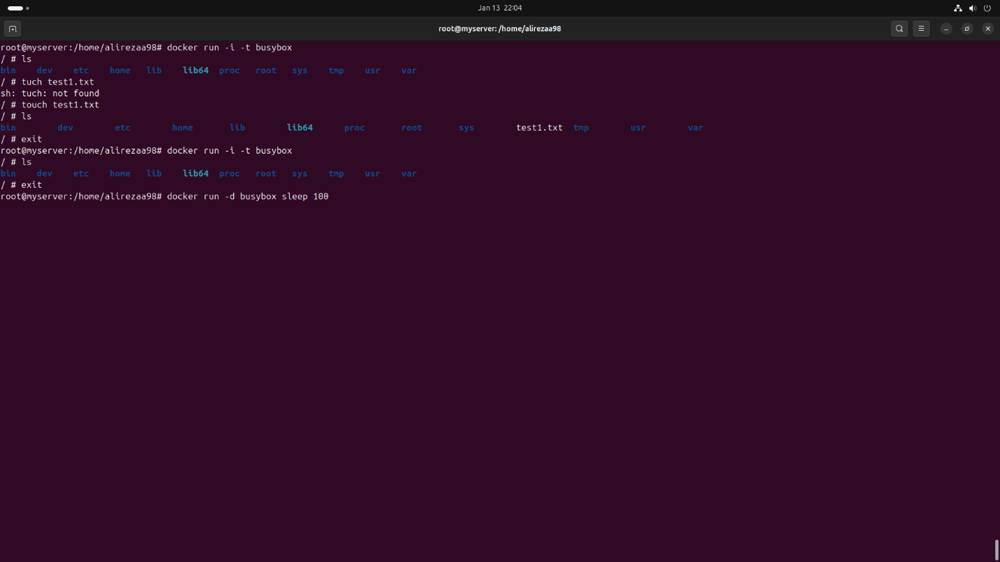 Jan 13 22:04
root@myserver: /home/alirezaa98
root@myserver:/home/alirezaa98# docker run -i -t busybox
/ # ls
bin dev etc home lib lib64 proc root sys tmp usr var
/ # tuch test1.txt
sh: tuch: not found
/ # touch test1.txt
/ # ls
bin dev etc home lib lib64 proc root sys test1.txt tmp usr var
/ # exit
root@myserver:/home/alirezaa98# docker run -i -t busybox
/ # ls
bin dev etc home lib lib64 proc root sys tmp usr var
/ # exit
root@myserver:/home/alirezaa98# docker run -d busybox sleep 100